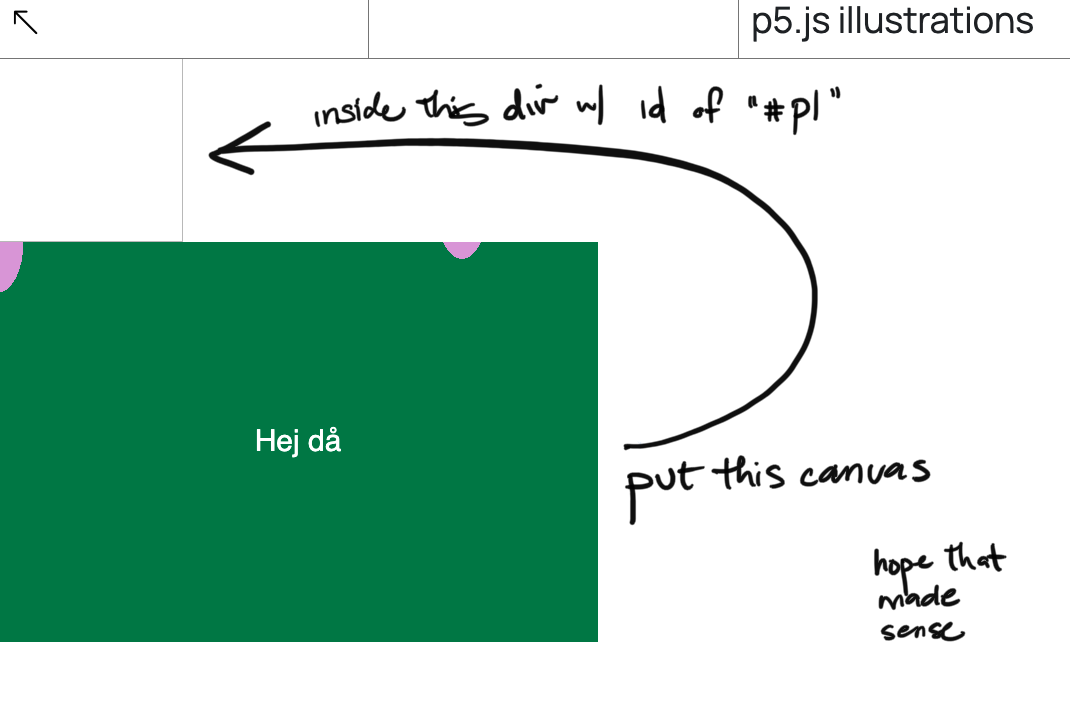 p5.js illustrations
inside this div w/ id of "#p1"
Hej då
put this canvas
hope that
made
sense